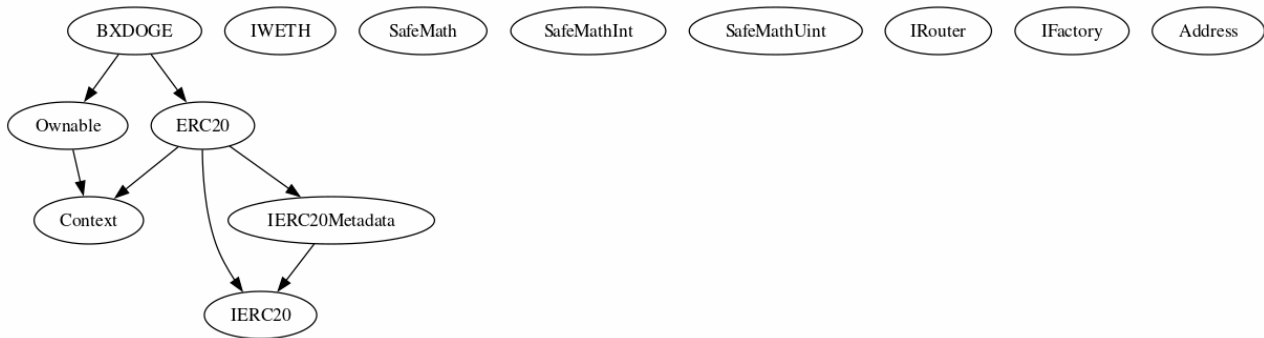 BXDOGE IWETH SafeMath SafeMathInt SafeMathUint IRouter IFactory Address
Ownable ERC20
Context IERC20Metadata
IERC20